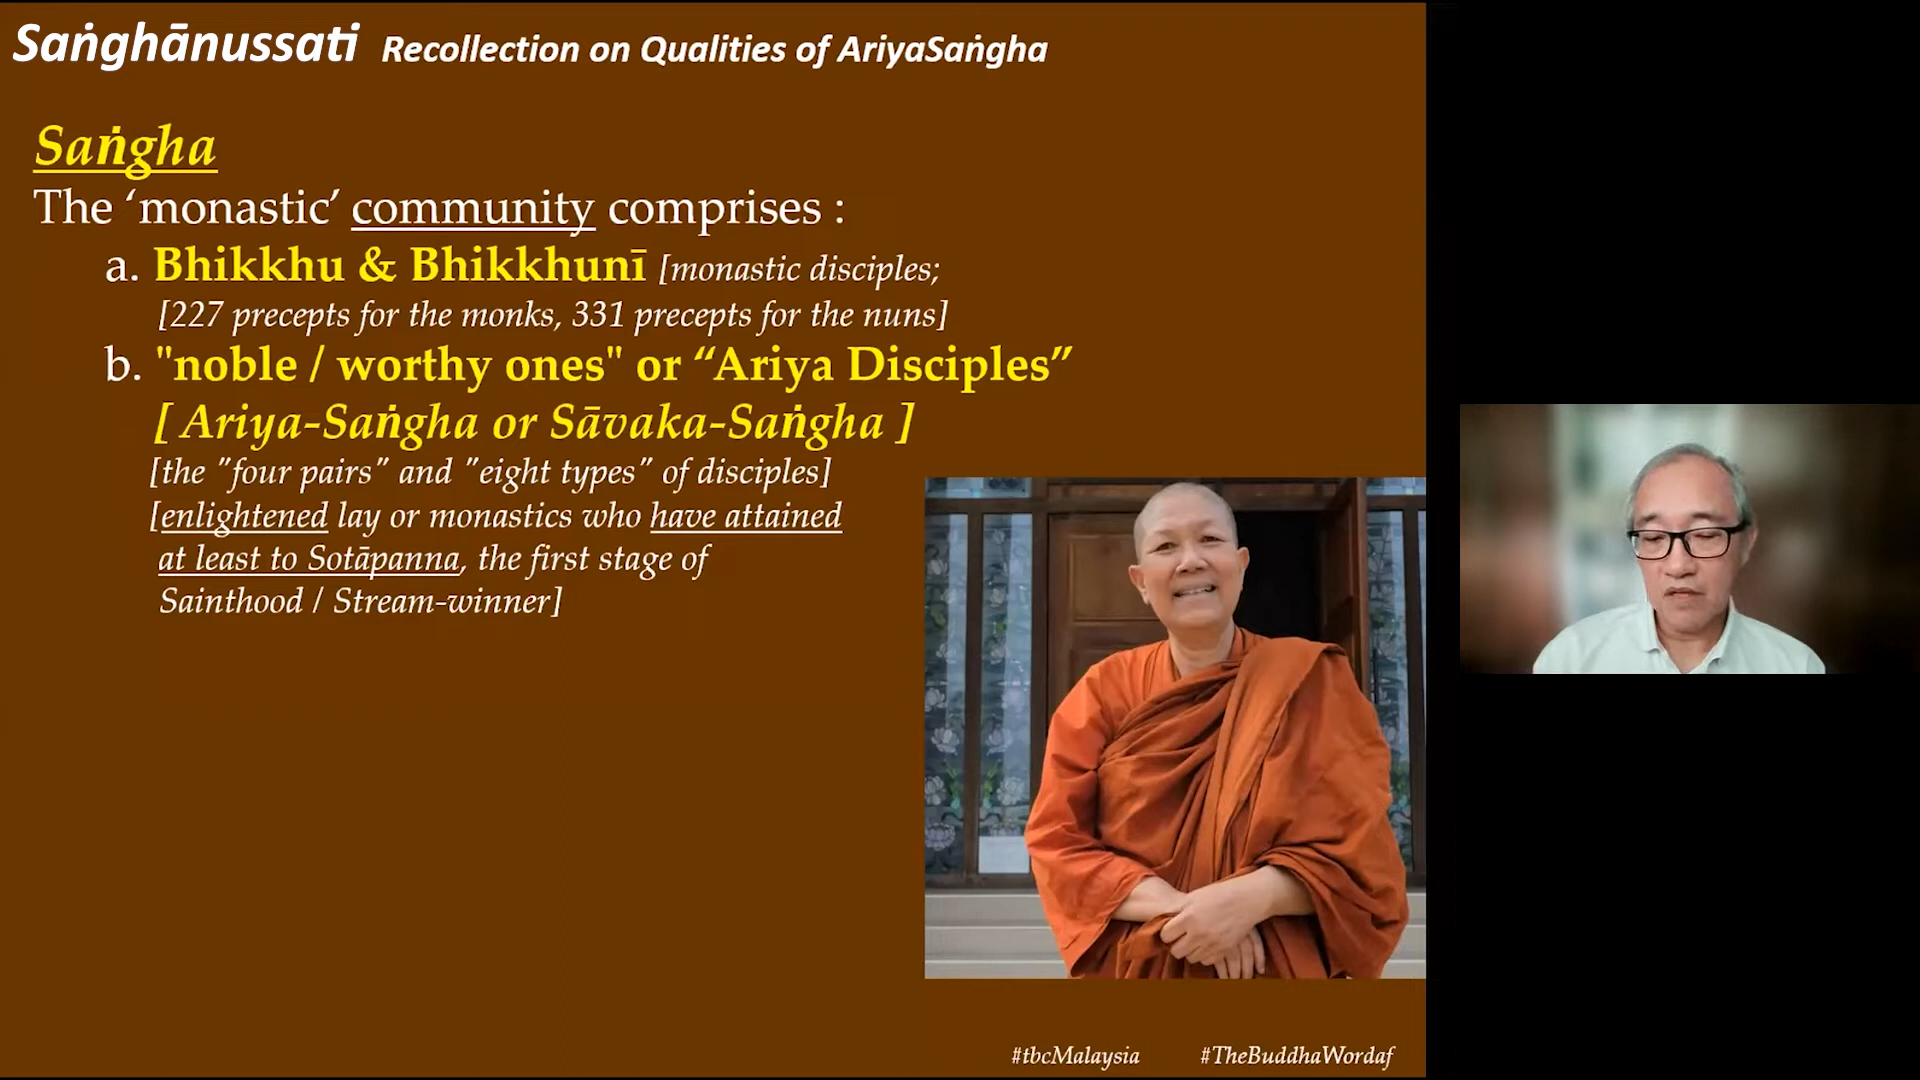 Saṅghānussati Recollection on Qualities of AriyaSaṅgha
Saṅgha
The ‘monastic’ community comprises :
a. Bhikkhu & Bhikkhunī [monastic disciples;
[227 precepts for the monks, 331 precepts for the nuns]
b. "noble / worthy ones" or “Ariya Disciples”
[ Ariya-Saṅgha or Sāvaka-Saṅgha ]
[the "four pairs" and "eight types" of disciples]
[enlightened lay or monastics who have attained
at least to Sotāpanna, the first stage of
Sainthood / Stream-winner]
#tbcMalaysia #TheBuddhaWordaf